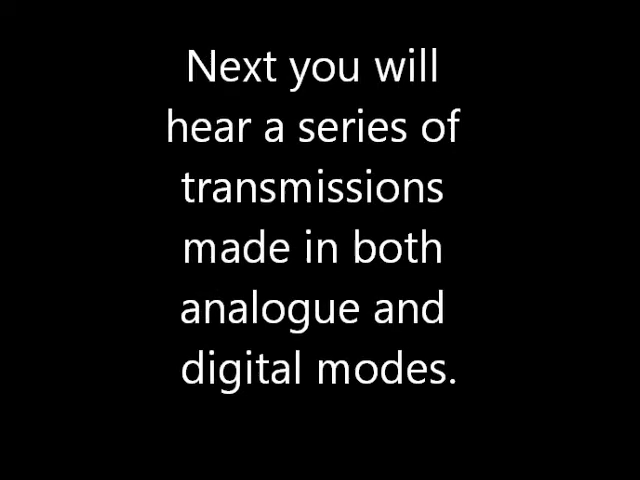 Next you will
hear a series of
transmissions
made in both
analogue and
digital modes.